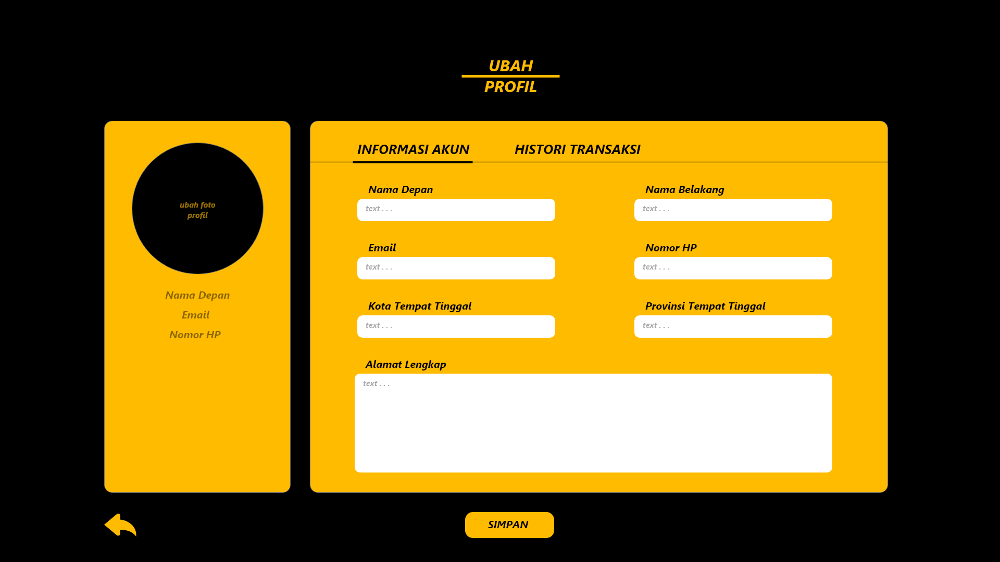 UBAH
PROFIL
ubah foto
profil
Nama Depan
Email
Nomor HP
INFORMASI AKUN
HISTORI TRANSAKSI
Nama Depan
Nama Belakang
text . . .
text . . .
Email
Nomor HP
text . . .
text . . .
Kota Tempat Tinggal
Provinsi Tempat Tinggal
text . . .
text . . .
Alamat Lengkap
text . . .
SIMPAN